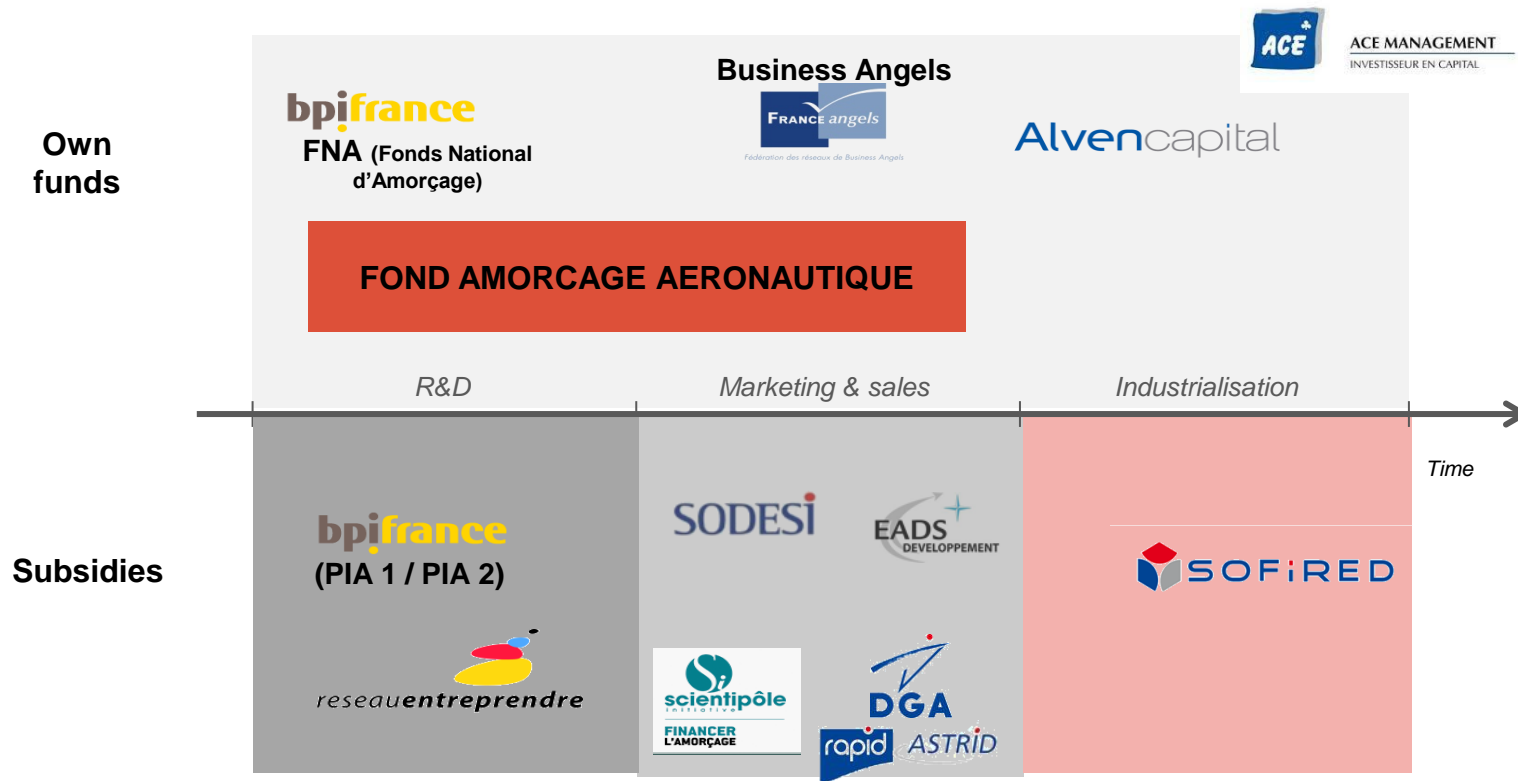 ACE
ACE MANAGEMENT
INVESTISSEUR EN CAPITAL
Own
funds
bpifrance
FNA (Fonds National
d'Amorçage)
Business Angels
FRANCE angels
Fédération des réseaux de Business Angels
Alvencapital
FOND AMORCAGE AERONAUTIQUE
R&D
Marketing & sales
Industrialisation
Time
Subsidies
bpifrance
(PIA 1 / PIA 2)
reseauentreprendre
SODESI
EADS
DEVELOPPEMENT
Si
scientipôle
initiative
FINANCER
L'AMORÇAGE
DGA
rapid
ASTRID
SOFiRED